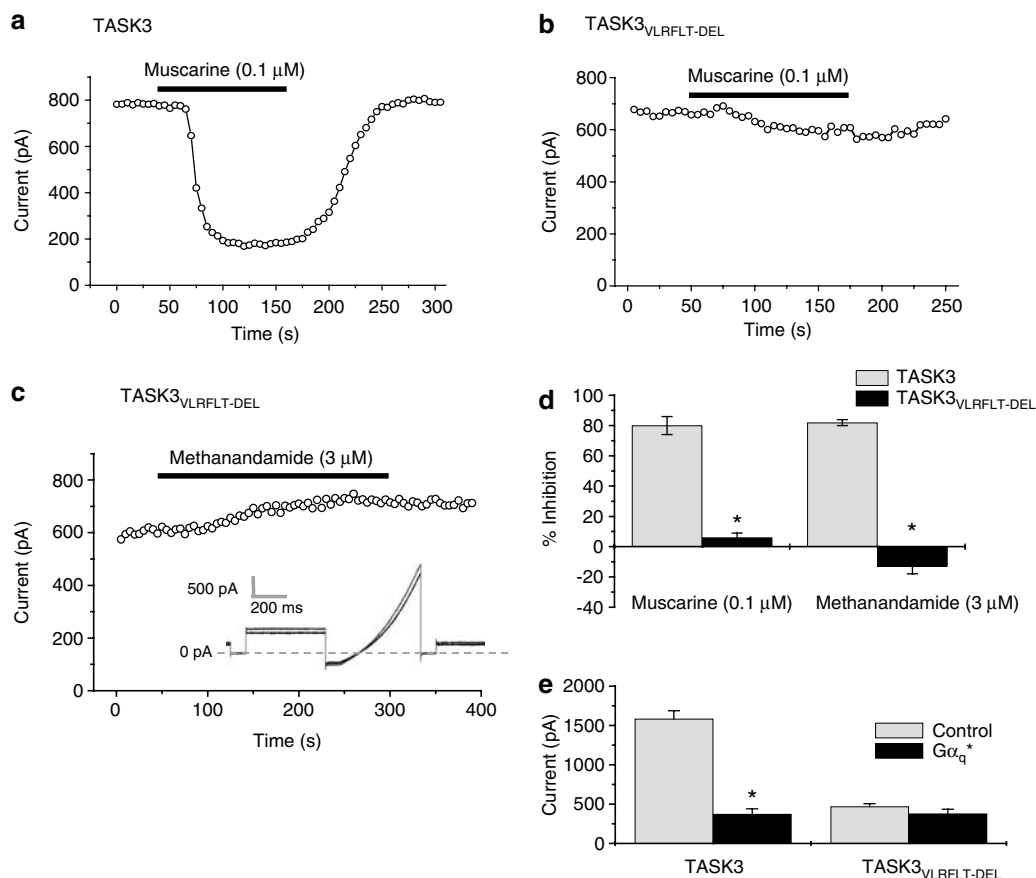 a
TASK3
Muscarine (0.1 μM)
800
600
400
200
0
Current (pA)
0 50 100 150 200 250 300
Time (s)
b
TASK3VLRFLT-DEL
Muscarine (0.1 μM)
800
600
400
200
0
Current (pA)
0 50 100 150 200 250
Time (s)
c
TASK3VLRFLT-DEL
Methanandamide (3 μM)
800
600
400
200
0
Current (pA)
500 pA
200 ms
0 pA
0 100 200 300 400
Time (s)
d
TASK3
TASK3VLRFLT-DEL
100
80
60
40
20
0
-20
-40
% Inhibition
*
*
Muscarine (0.1 μM) Methanandamide (3 μM)
e
2000
1500
1000
500
0
Current (pA)
Control
Gαq*
*
TASK3 TASK3VLRFLT-DEL